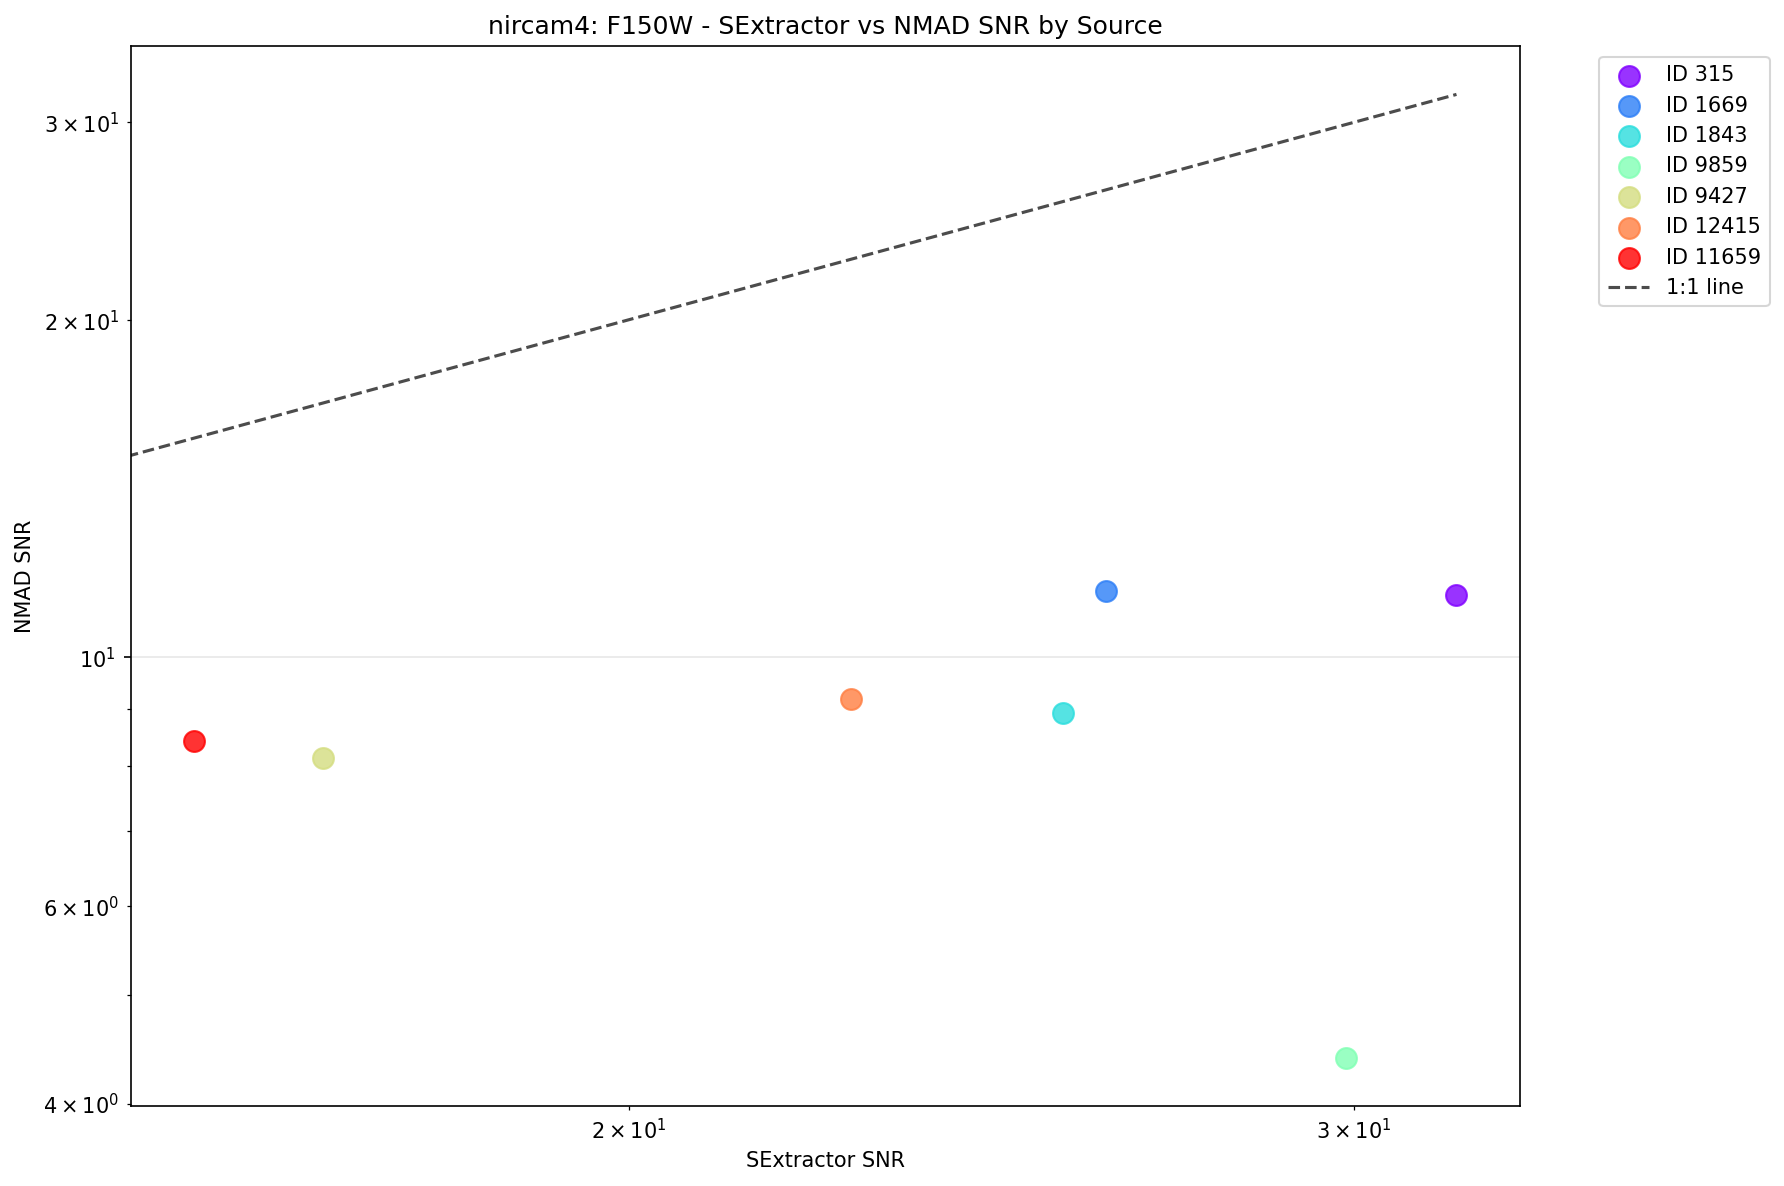 nircam4: F150W - SExtractor vs NMAD SNR by Source
ID 315
ID 1669
ID 1843
ID 9859
ID 9427
ID 12415
ID 11659
1:1 line
3 × 10¹
2 × 10¹
10¹
6 × 10⁰
4 × 10⁰
NMAD SNR
2 × 10¹
3 × 10¹
SExtractor SNR